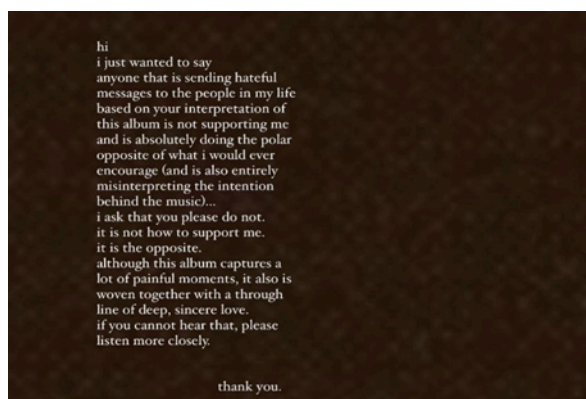 hi
i just wanted to say
anyone that is sending hateful
messages to the people in my life
based on your interpretation of
this album is not supporting me
and is absolutely doing the polar
opposite of what i would ever
encourage (and is also entirely
misinterpreting the intention
behind the music)...
i ask that you please do not.
it is not how to support me.
it is the opposite.
although this album captures a
lot of painful moments, it also is
woven together with a through
line of deep, sincere love.
if you cannot hear that, please
listen more closely.
thank you.